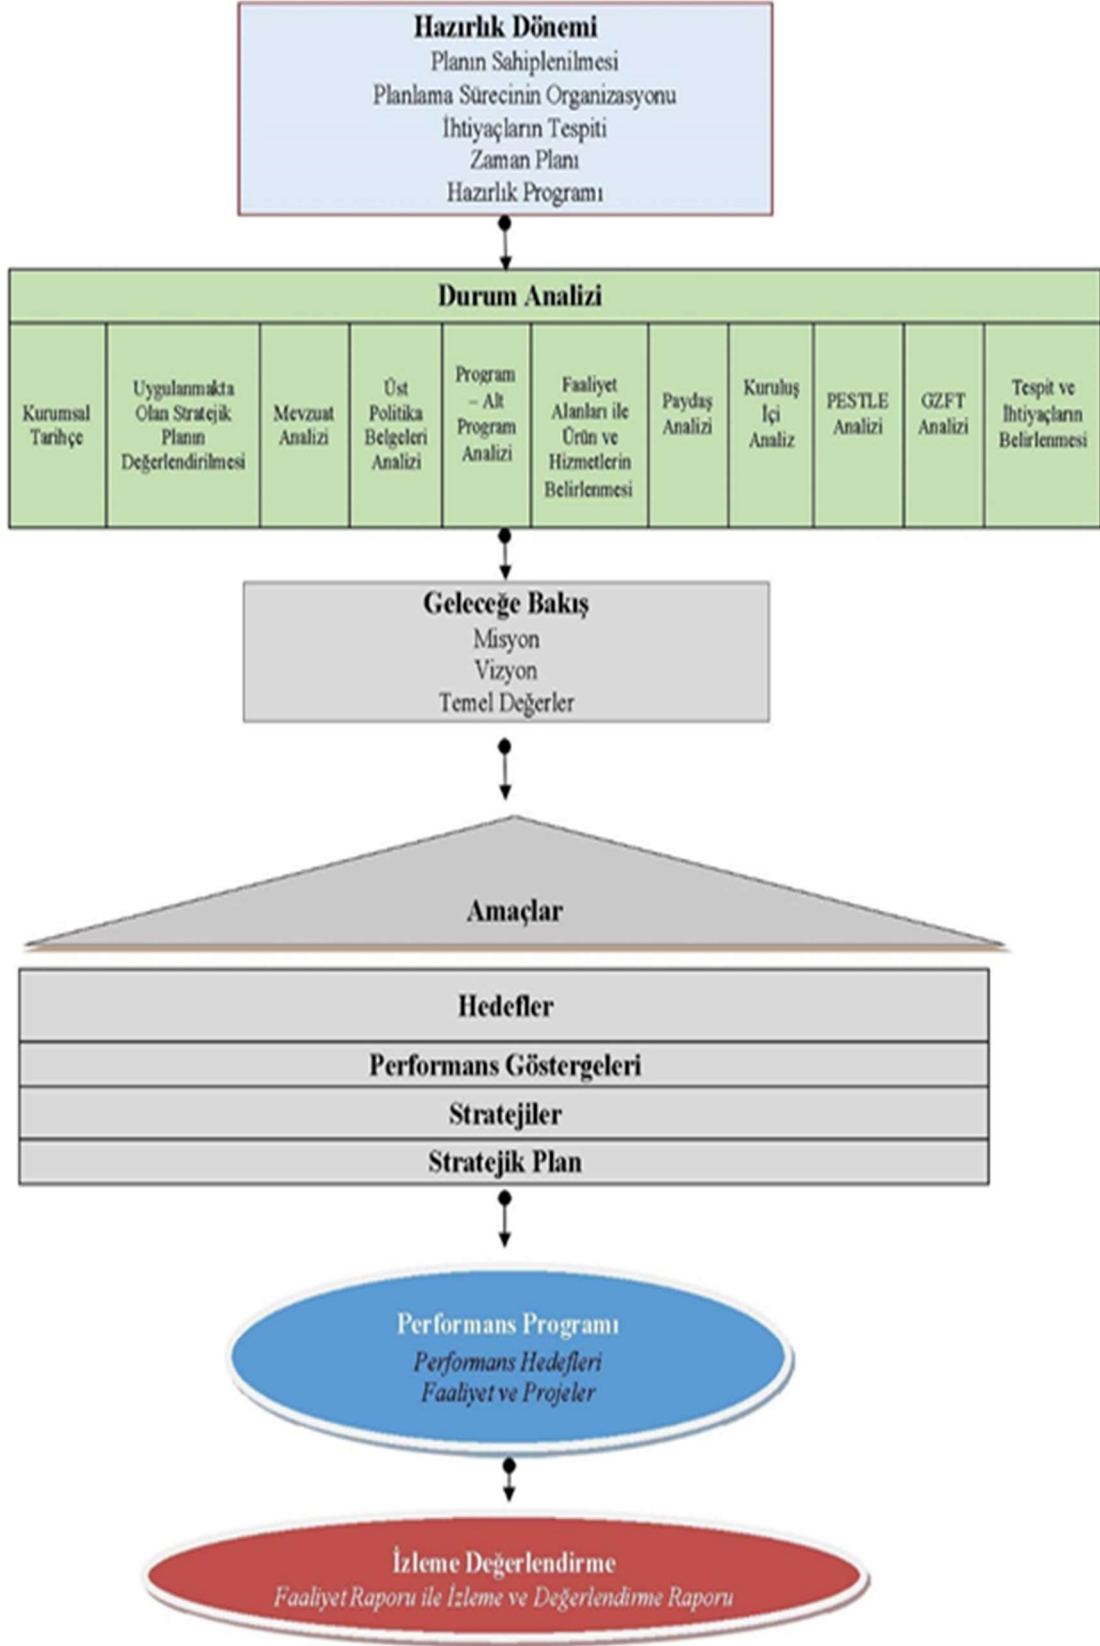 Hazırlık Dönemi
Planın Sahiplenilmesi
Planlama Sürecinin Organizasyonu
İhtiyaçların Tespiti
Zaman Planı
Hazırlık Programı
Durum Analizi
Kurumsal
Tarihçe
Uygulanmakta
Olan Stratejik
Planın
Değerlendirilmesi
Mevzuat
Analizi
Üst
Politika
Belgeleri
Analizi
Program
– Alt
Program
Analizi
Faaliyet
Alanları ile
Ürün ve
Hizmetlerin
Belirlenmesi
Paydaş
Analizi
Kuruluş
İçi
Analiz
PESTLE
Analizi
GZFT
Analizi
Tespit ve
İhtiyaçların
Belirlenmesi
Geleceğe Bakış
Misyon
Vizyon
Temel Değerler
Amaçlar
Hedefler
Performans Göstergeleri
Stratejiler
Stratejik Plan
Performans Programı
Performans Hedefleri
Faaliyet ve Projeler
İzleme Değerlendirme
Faaliyet Raporu ile İzleme ve Değerlendirme Raporu